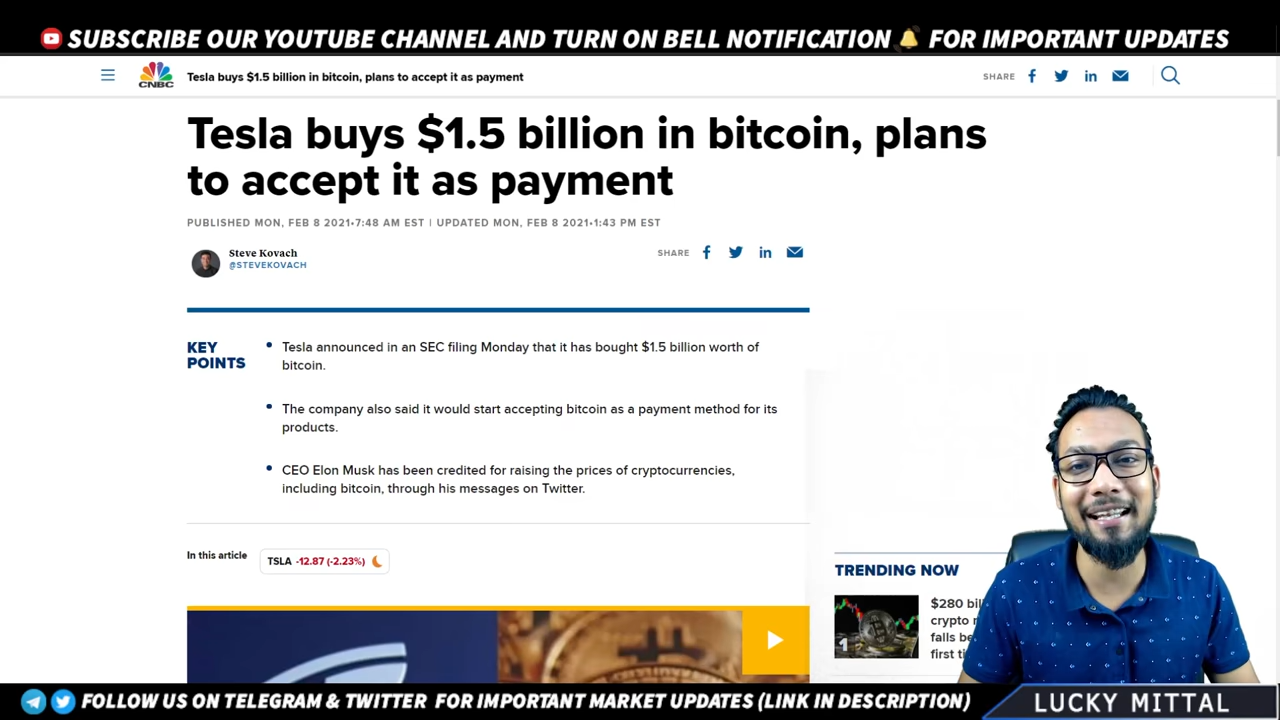 SUBSCRIBE OUR YOUTUBE CHANNEL AND TURN ON BELL NOTIFICATION 🔔 FOR IMPORTANT UPDATES
CNBC
Tesla buys $1.5 billion in bitcoin, plans to accept it as payment
SHARE
Tesla buys $1.5 billion in bitcoin, plans
to accept it as payment
PUBLISHED MON, FEB 8 2021•7:48 AM EST | UPDATED MON, FEB 8 2021•1:43 PM EST
Steve Kovach
@STEVEKOVACH
SHARE
KEY
POINTS
Tesla announced in an SEC filing Monday that it has bought $1.5 billion worth of
bitcoin.
The company also said it would start accepting bitcoin as a payment method for its
products.
CEO Elon Musk has been credited for raising the prices of cryptocurrencies,
including bitcoin, through his messages on Twitter.
In this article
TSLA -12.87 (-2.23%)
TRENDING NOW
1
$280
crypto
falls
first
FOLLOW US ON TELEGRAM & TWITTER FOR IMPORTANT MARKET UPDATES (LINK IN DESCRIPTION)
LUCKY MITTAL